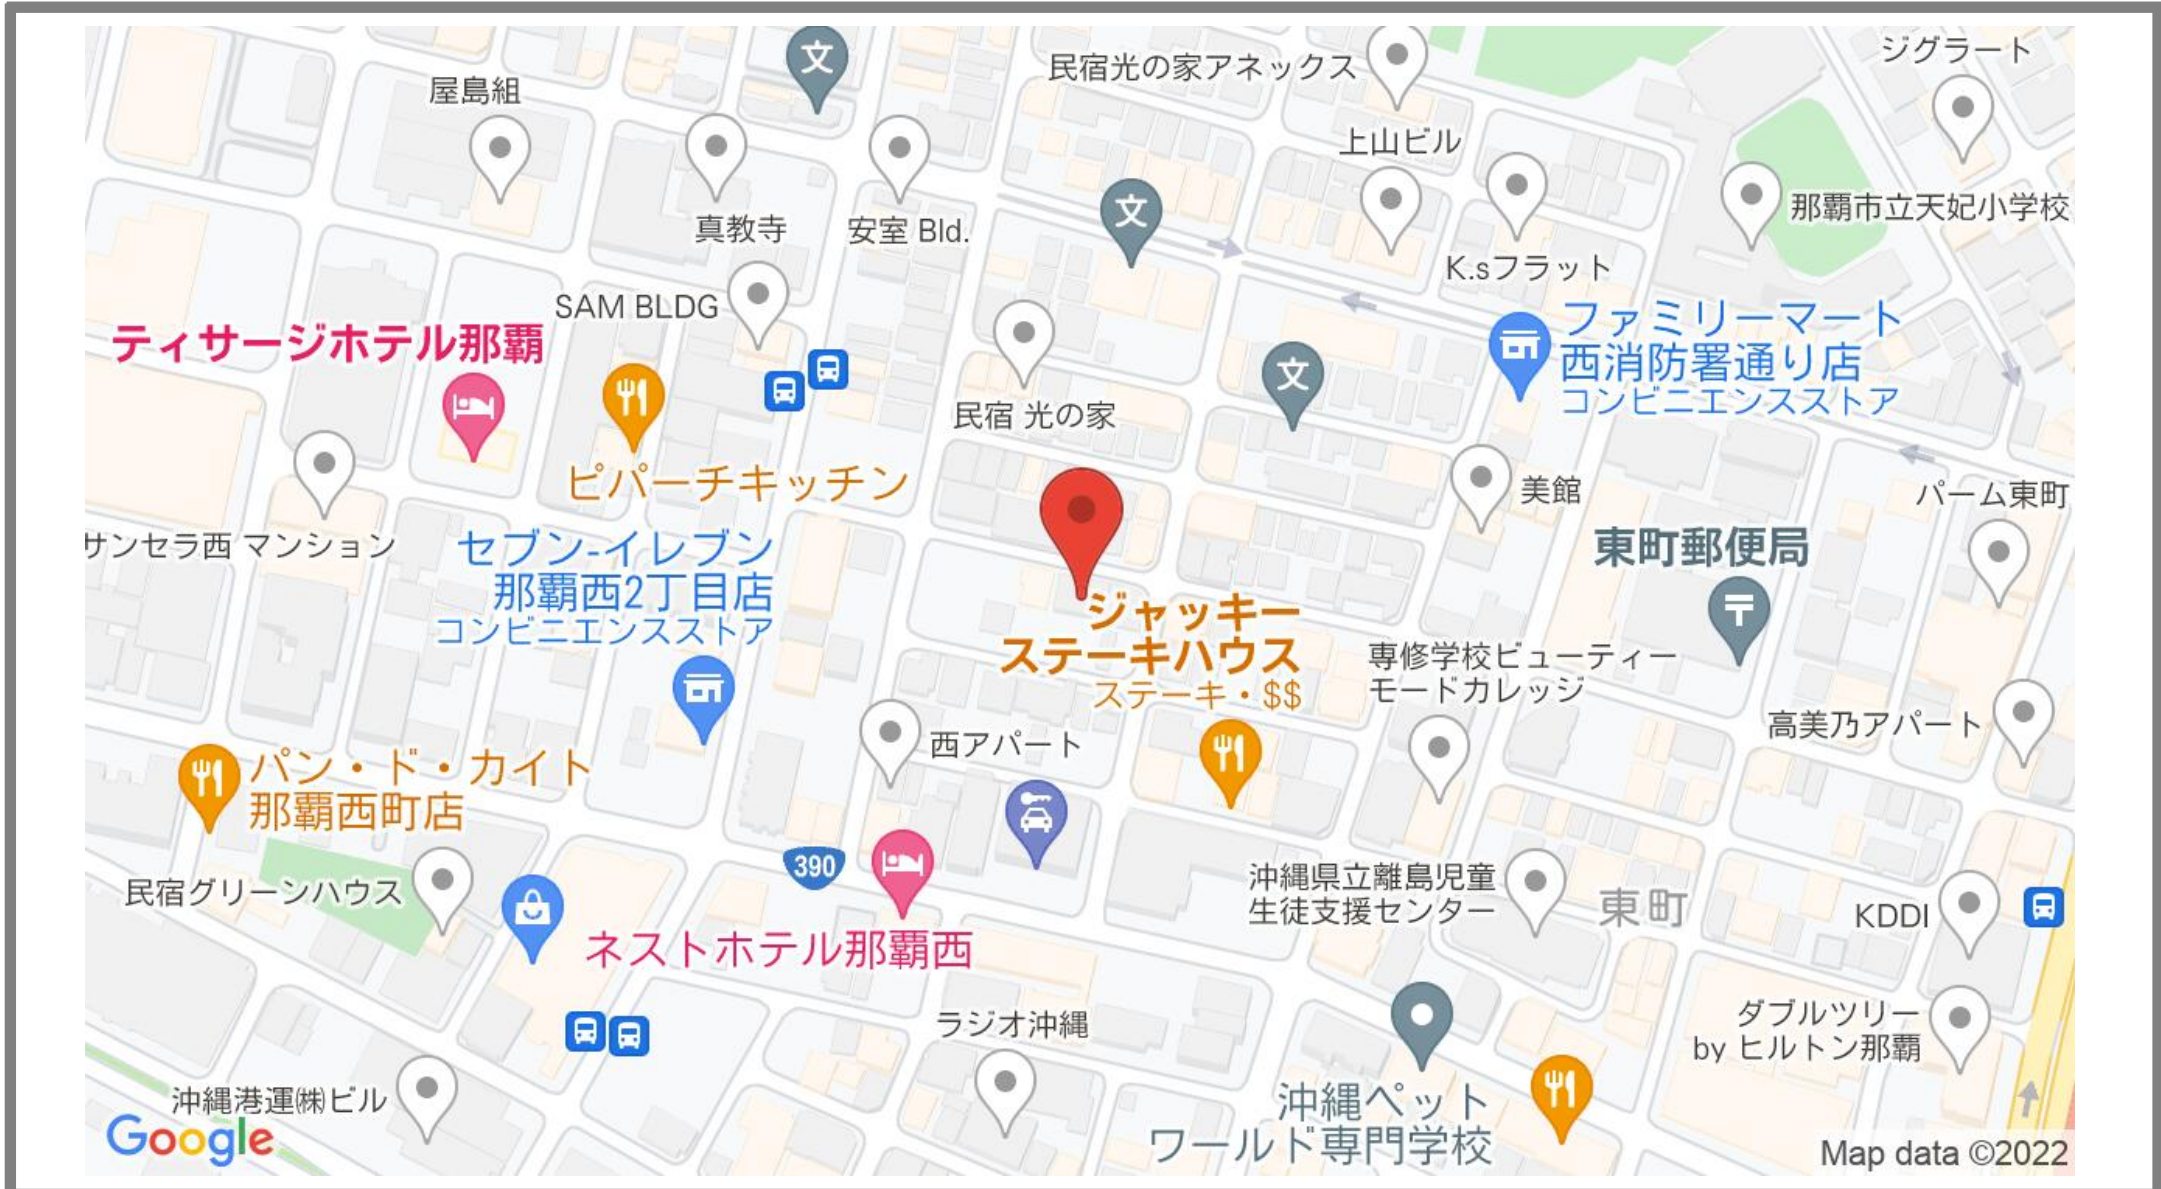 ジグラート
民宿光の家アネックス
文
屋島組
上山ビル
那覇市立天妃小学校
文
真教寺
安室 Bld.
K.sフラット
SAM BLDG
ファミリーマート
西消防署通り店
コンビニエンスストア
ティサージホテル那覇
文
民宿 光の家
ピパーチキッチン
美館
パーム東町
サンセラ西 マンション
セブン-イレブン
那覇西2丁目店
コンビニエンスストア
東町郵便局
〒
ジャッキー
ステーキハウス
ステーキ・$$
専修学校ビューティー
モードカレッジ
高美乃アパート
西アパート
パン・ド・カイト
那覇西町店
390
民宿グリーンハウス
沖縄県立離島児童
生徒支援センター
東町
KDDI
ネストホテル那覇西
ラジオ沖縄
ダブルツリー
by ヒルトン那覇
沖縄港運㈱ビル
沖縄ペット
ワールド専門学校
Google
Map data ©2022